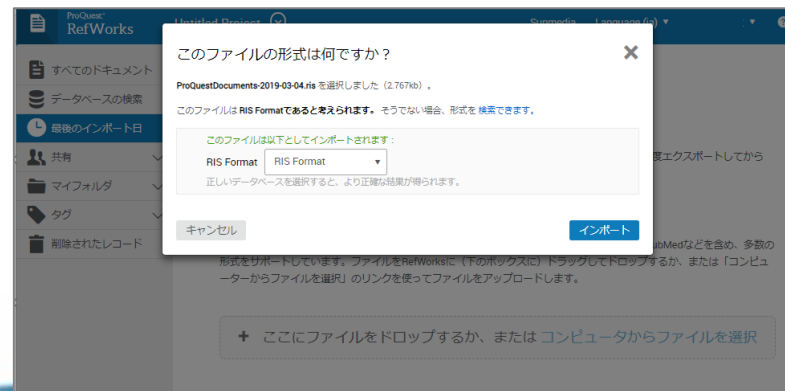 ProQuest
RefWorks
Untitled Project
Sunmedia
Language (ja)
すべてのドキュメント
データベースの検索
最後のインポート日
共有
マイフォルダ
タグ
削除されたレコード
このファイルの形式は何ですか？
ProQuestDocuments-2019-03-04.ris を選択しました（2.767kb）.
このファイルは RIS Formatであると考えられます。そうでない場合、形式を 検索できます。
このファイルは以下としてインポートされます：
RIS Format RIS Format
正しいデータベースを選択すると、より正確な結果が得られます。
キャンセル
インポート
度エクスポートしてから
ubMedなどを含め、多数の
形式をサポートしています。ファイルをRefWorksに（下のボックスに）ドラッグしてドロップするか、または「コンピュ
ーターからファイルを選択」のリンクを使ってファイルをアップロードします。
+ ここにファイルをドロップするか、または コンピュータからファイルを選択